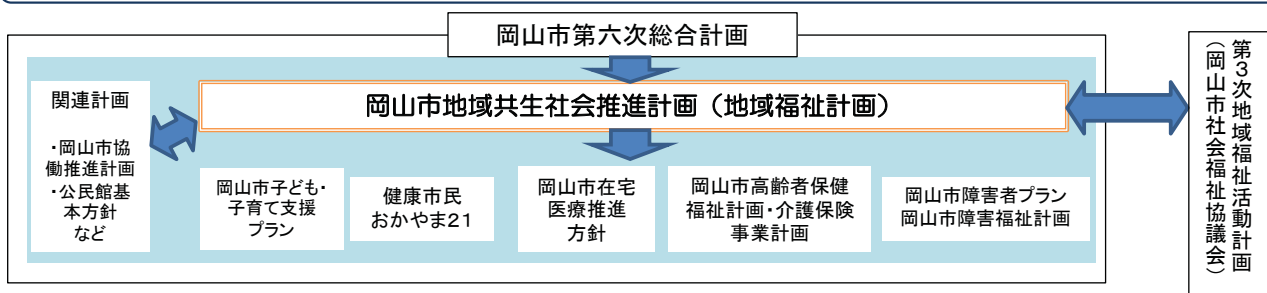 岡山市第六次総合計画
関連計画
・岡山市協
働推進計画
・公民館基
本方針
など
岡山市地域共生社会推進計画（地域福祉計画）
岡山市子ども・
子育て支援
プラン
健康市民
おかやま21
岡山市在宅
医療推進
方針
岡山市高齢者保健
福祉計画・介護保険
事業計画
岡山市障害者プラン
岡山市障害福祉計画
第３次地域福祉活動計画
（岡山市社会福祉協議会）